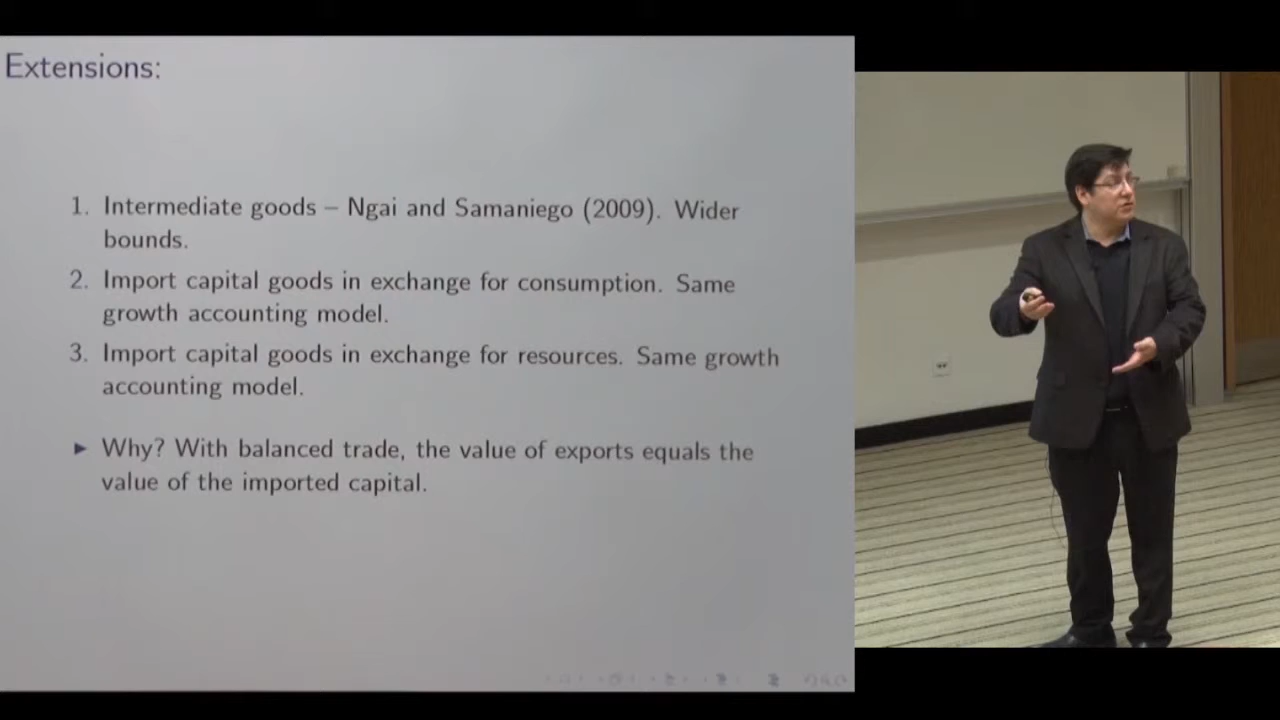 Extensions:
1. Intermediate goods – Ngai and Samaniego (2009). Wider
bounds.
2. Import capital goods in exchange for consumption. Same
growth accounting model.
3. Import capital goods in exchange for resources. Same growth
accounting model.
► Why? With balanced trade, the value of exports equals the
value of the imported capital.